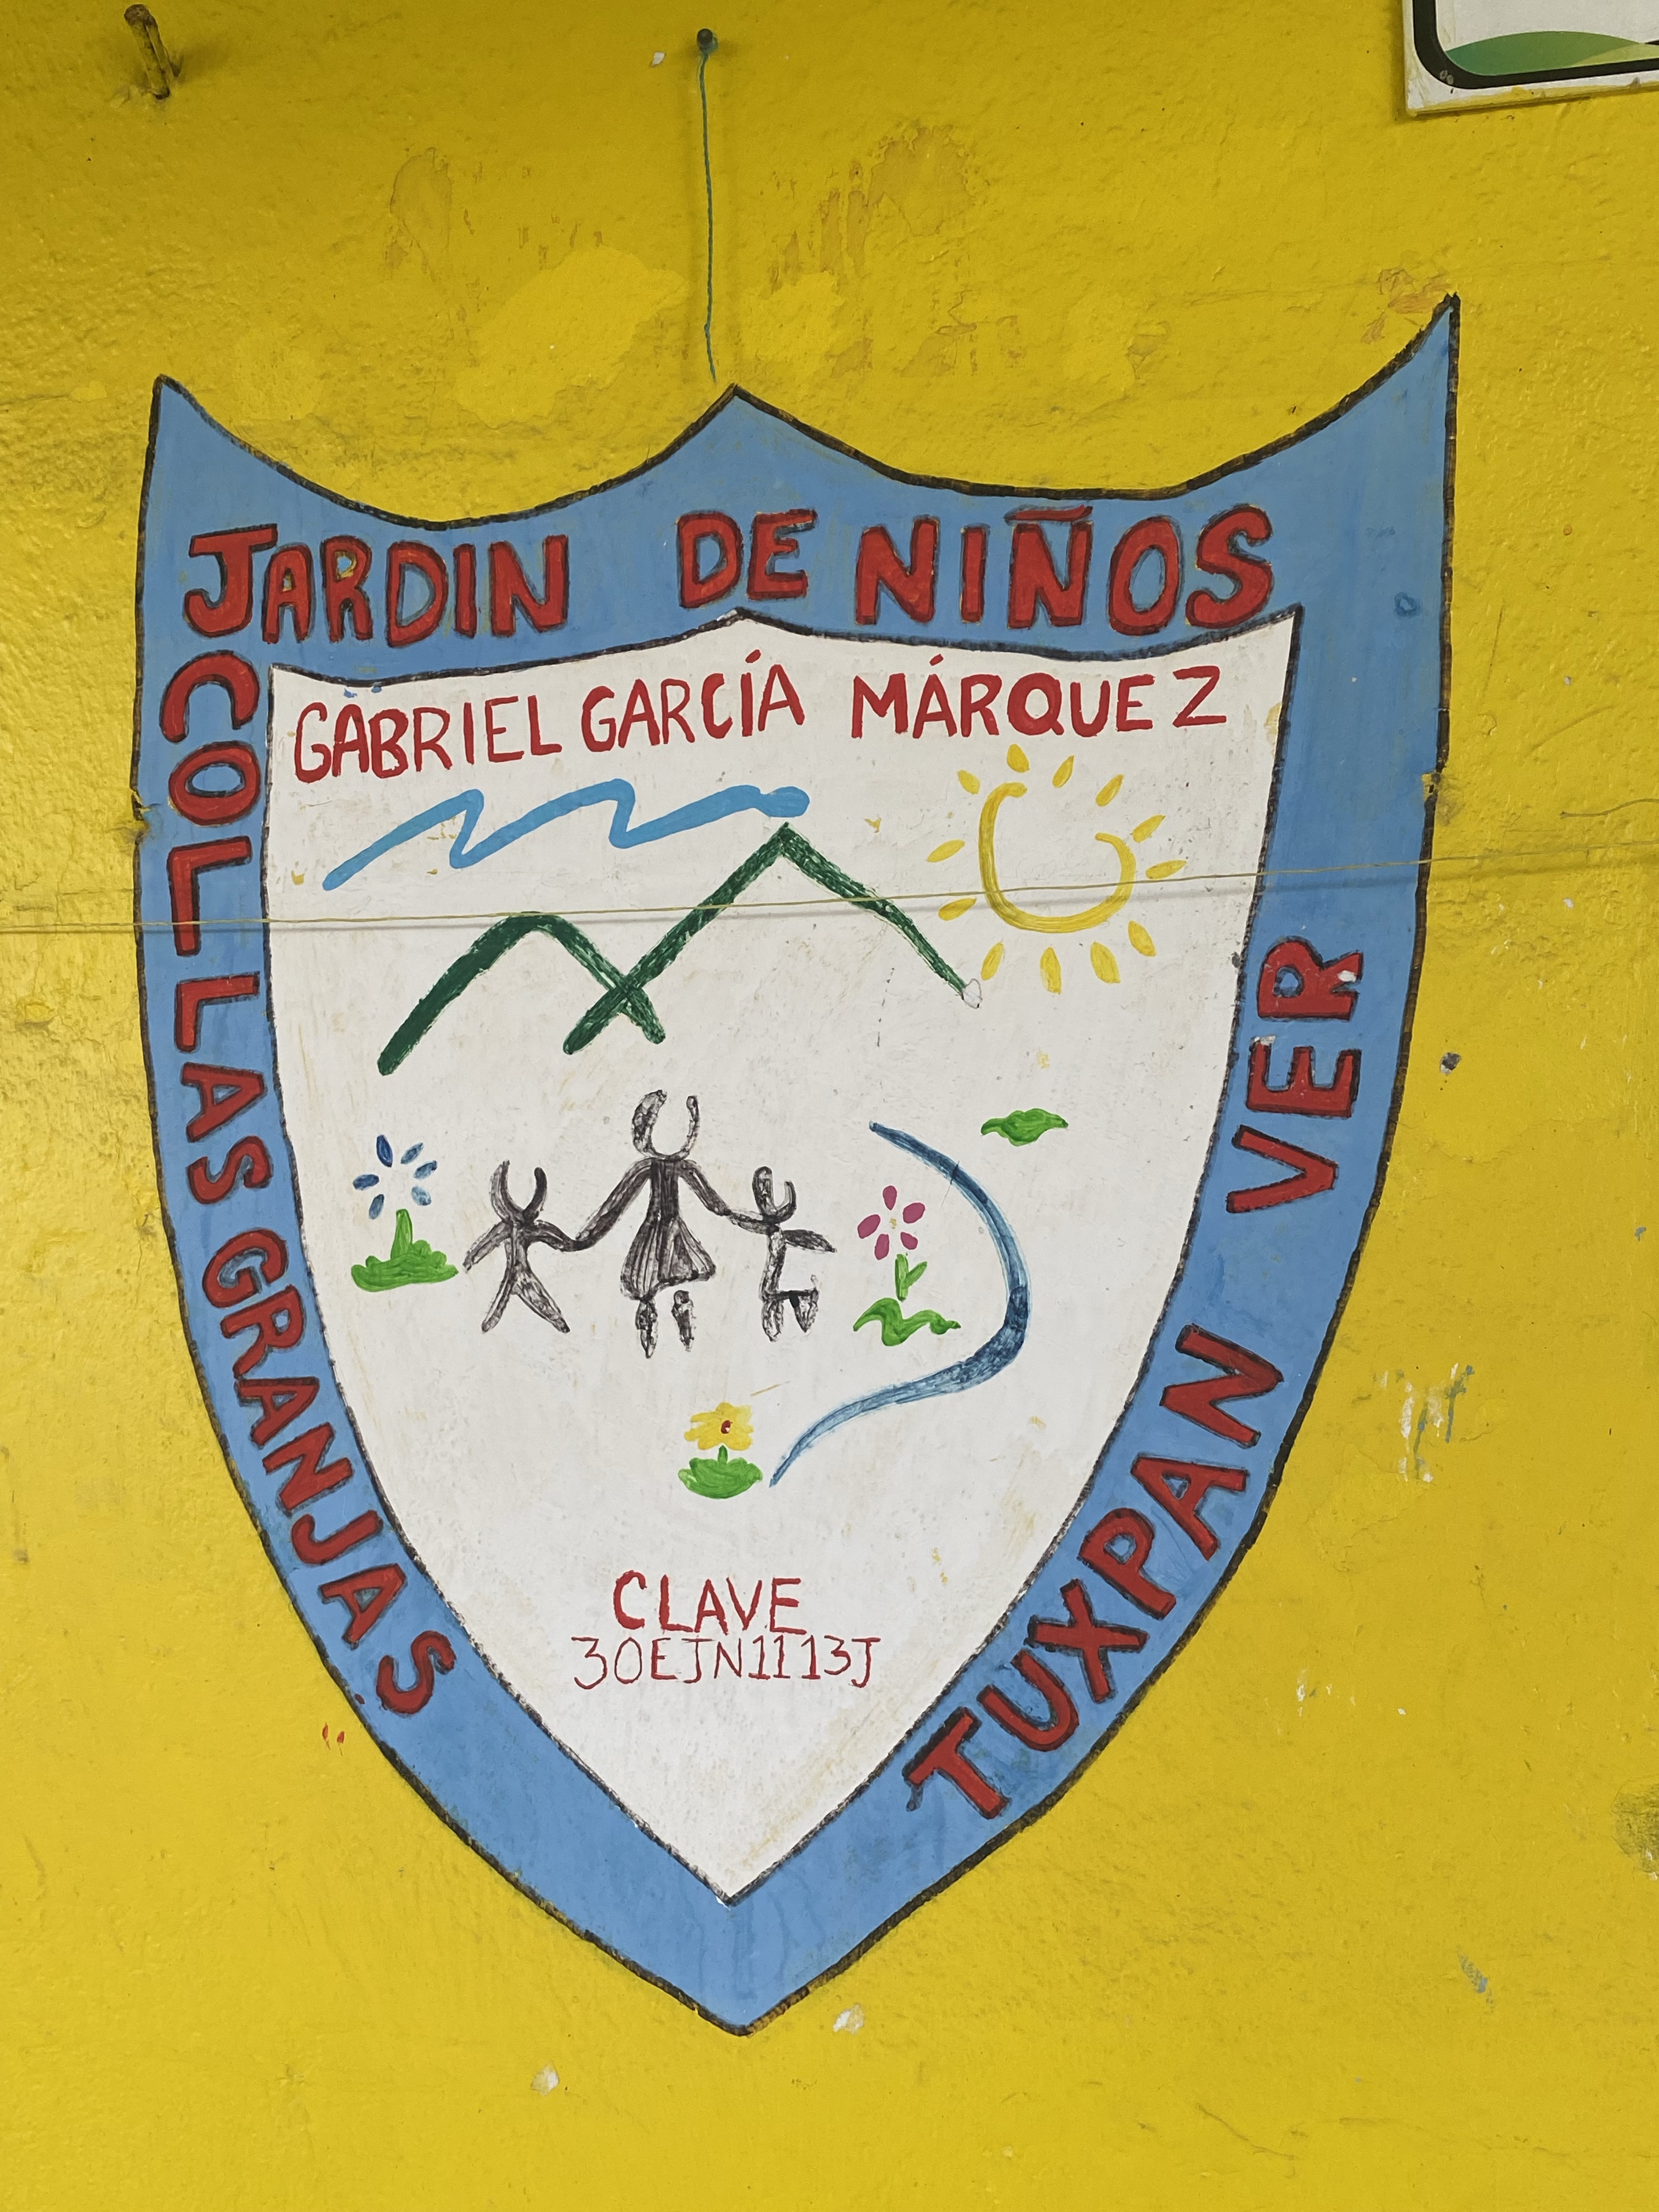 JARDIN DE NIÑOS
GABRIEL GARCÍA MÁRQUEZ
COL LAS GRANJAS
TUXPAN VER
CLAVE
30EJN1113J